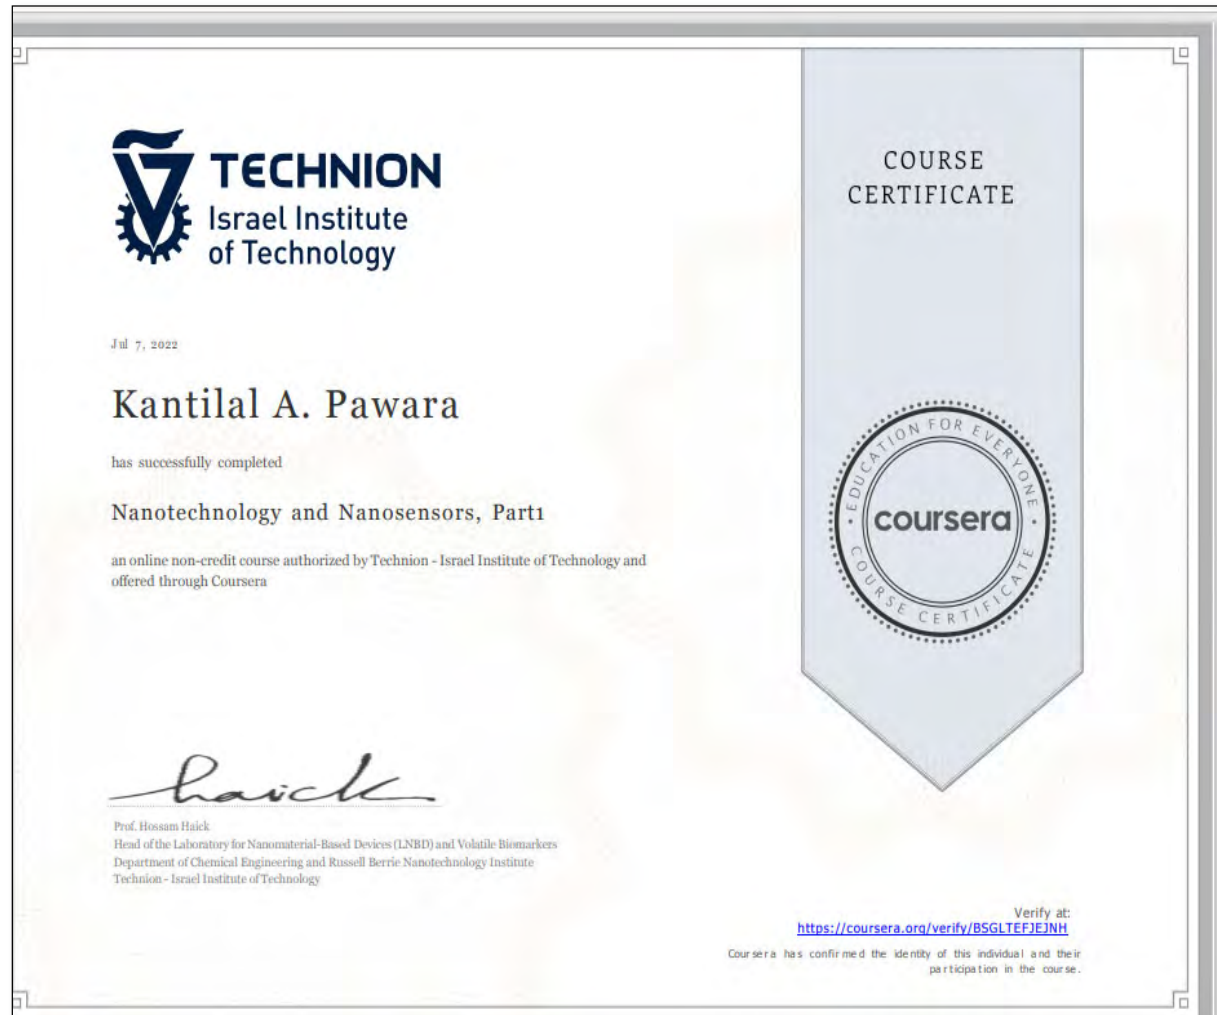 TECHNION
Israel Institute
of Technology
COURSE
CERTIFICATE
Jul 7, 2022
Kantilal A. Pawara
has successfully completed
Nanotechnology and Nanosensors, Part1
an online non-credit course authorized by Technion - Israel Institute of Technology and
offered through Coursera
EDUCATION FOR EVERYONE
coursera
COURSE CERTIFICATE
haick
Prof. Hossam Haick
Head of the Laboratory for Nanomaterial-Based Devices (LNBD) and Volatile Biomarkers
Department of Chemical Engineering and Russell Berrie Nanotechnology Institute
Technion - Israel Institute of Technology
Verify at:
https://coursera.org/verify/BSGLTEFJEJNH
Coursera has confirmed the identity of this individual and their
participation in the course.